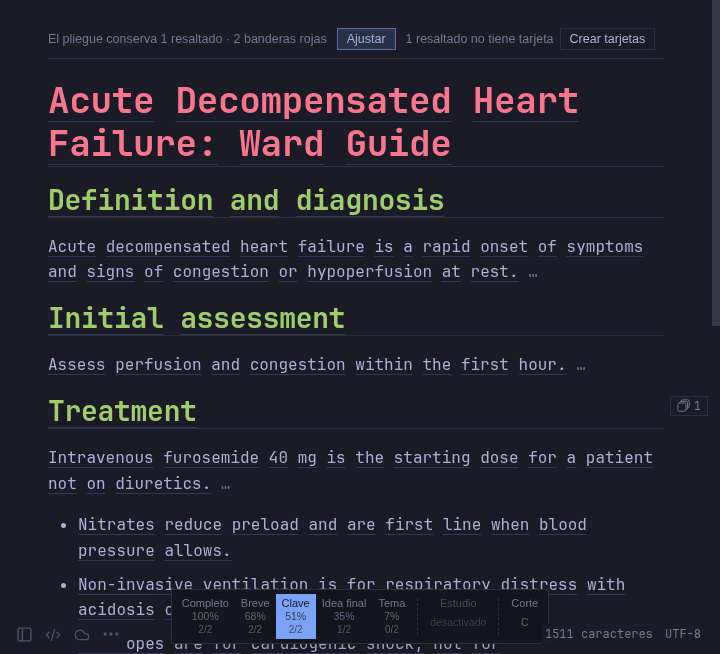 El pliegue conserva 1 resaltado · 2 banderas rojas Ajustar 1 resaltado no tiene tarjeta Crear tarjetas
Acute Decompensated Heart
Failure: Ward Guide
Definition and diagnosis
Acute decompensated heart failure is a rapid onset of symptoms
and signs of congestion or hypoperfusion at rest. …
Initial assessment
Assess perfusion and congestion within the first hour. …
Treatment
1
Intravenous furosemide 40 mg is the starting dose for a patient
not on diuretics. …
• Nitrates reduce preload and are first line when blood
pressure allows.
• Non-invasive ventilation is for respiratory distress with
acidosis
opes are for cardiogenic shock, not for
Completo Breve Clave Idea final Tema Estudio Corte
100% 68% 51% 35% 7% desactivado C
2/2 2/2 2/2 1/2 0/2
1511 caracteres UTF-8